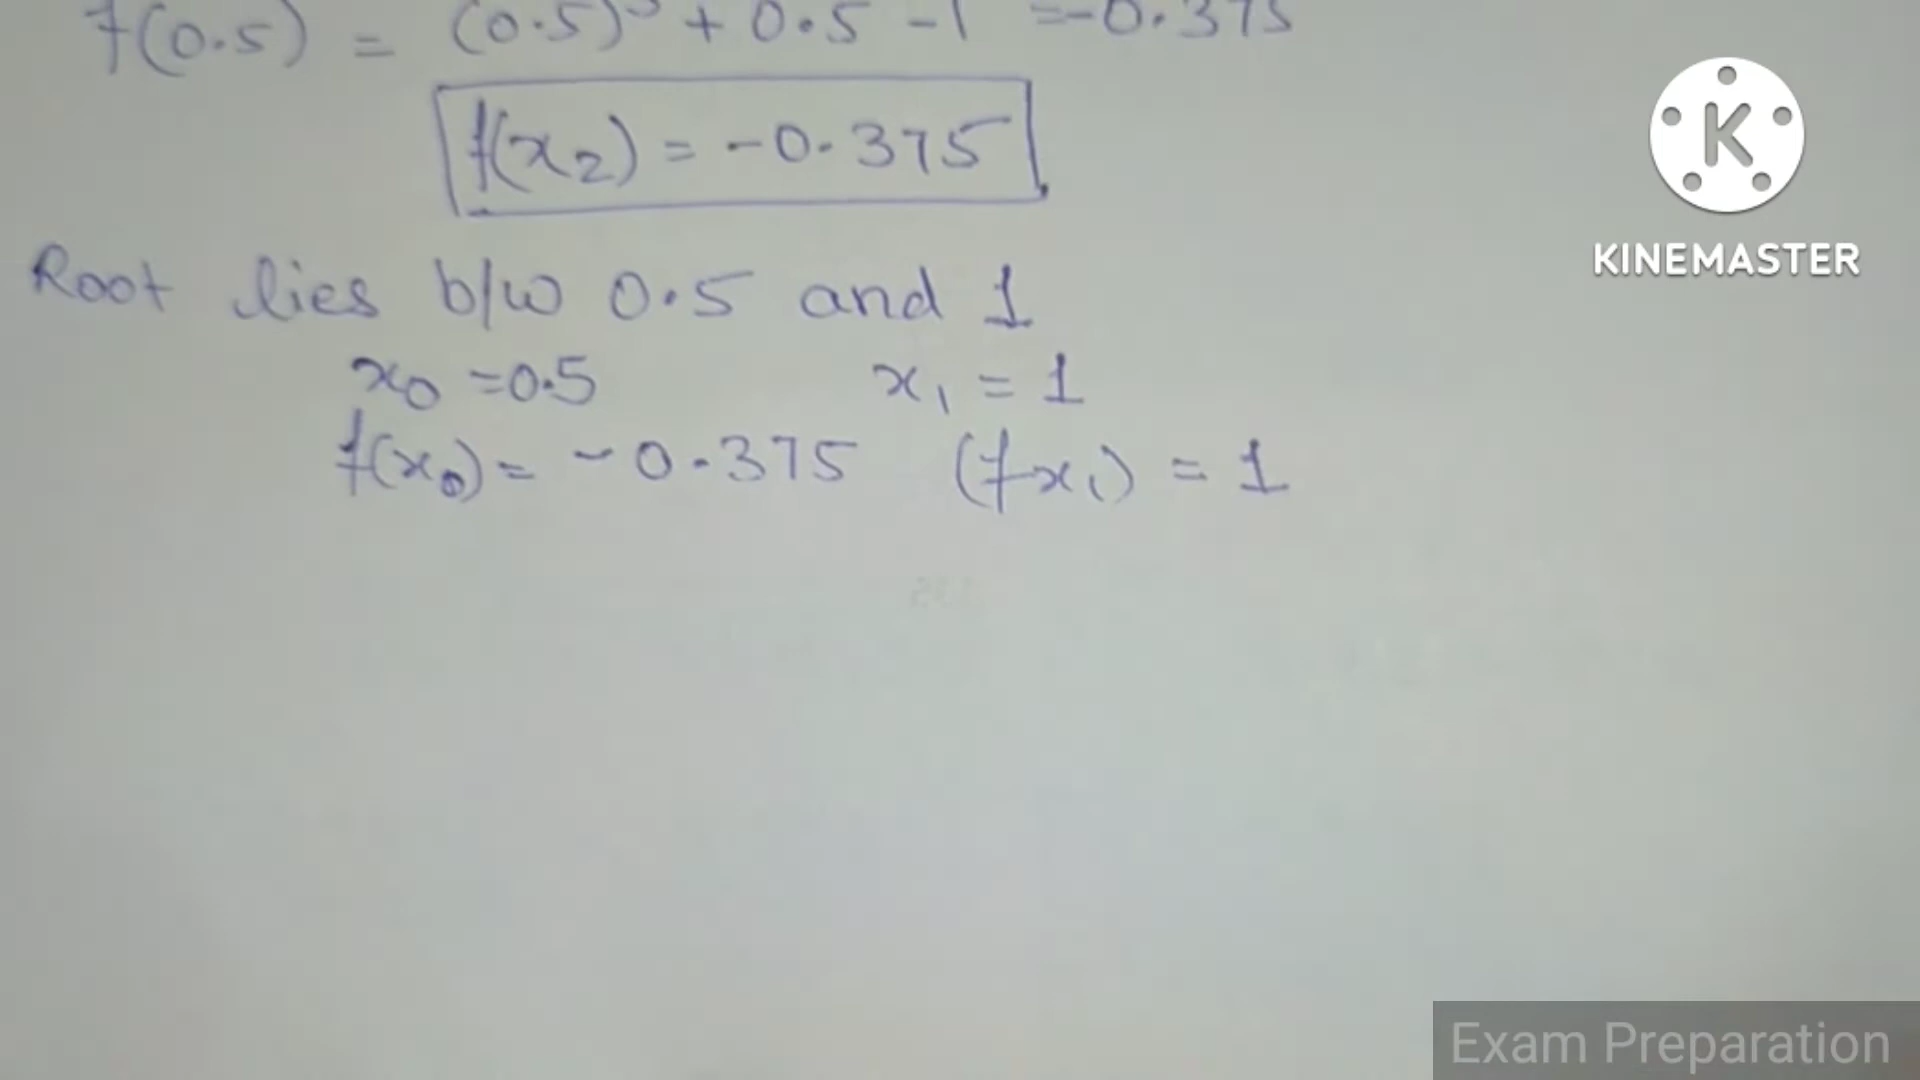 f(0.5) = (0.5)³ + 0.5 - 1 = -0.375
f(x₂) = -0.375
Root lies b/w 0.5 and 1
x₀ = 0.5 x₁ = 1
f(x₀) = -0.375 (fx₁) = 1
K
KINEMASTER
Exam Preparation